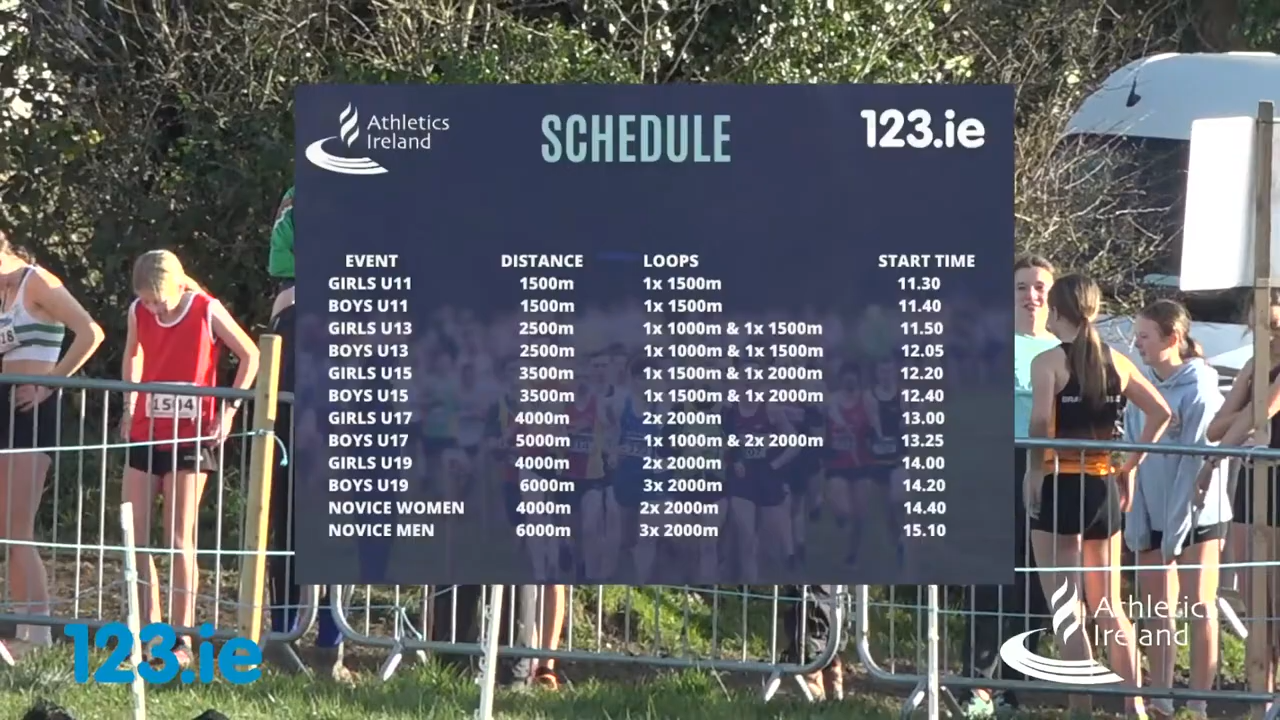 Athletics
Ireland
SCHEDULE
123.ie
EVENT DISTANCE LOOPS START TIME
GIRLS U11 1500m 1x 1500m 11.30
BOYS U11 1500m 1x 1500m 11.40
GIRLS U13 2500m 1x 1000m & 1x 1500m 11.50
BOYS U13 2500m 1x 1000m & 1x 1500m 12.05
GIRLS U15 3500m 1x 1500m & 1x 2000m 12.20
BOYS U15 3500m 1x 1500m & 1x 2000m 12.40
GIRLS U17 4000m 2x 2000m 13.00
BOYS U17 5000m 1x 1000m & 2x 2000m 13.25
GIRLS U19 4000m 2x 2000m 14.00
BOYS U19 6000m 3x 2000m 14.20
NOVICE WOMEN 4000m 2x 2000m 14.40
NOVICE MEN 6000m 3x 2000m 15.10
1504
123.ie
Athletics
Ireland